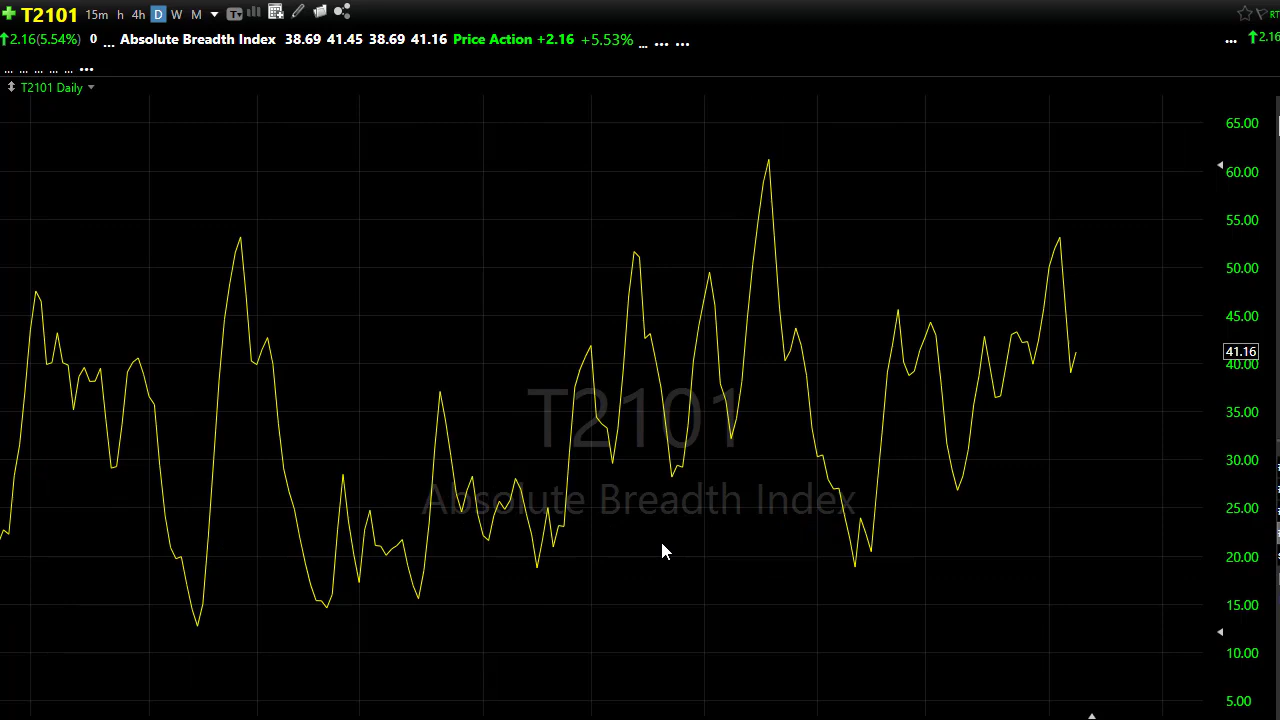 T2101 15m h 4h D W M T RT
2.16(5.54%) 0 ... Absolute Breadth Index 38.69 41.45 38.69 41.16 Price Action +2.16 +5.53% ... ... ... ... 2.16
... ... ... ... ... ...
T2101 Daily
65.00
60.00
55.00
50.00
45.00
41.16
40.00
T2101
35.00
30.00
Absolute Breadth Index
25.00
20.00
15.00
10.00
5.00